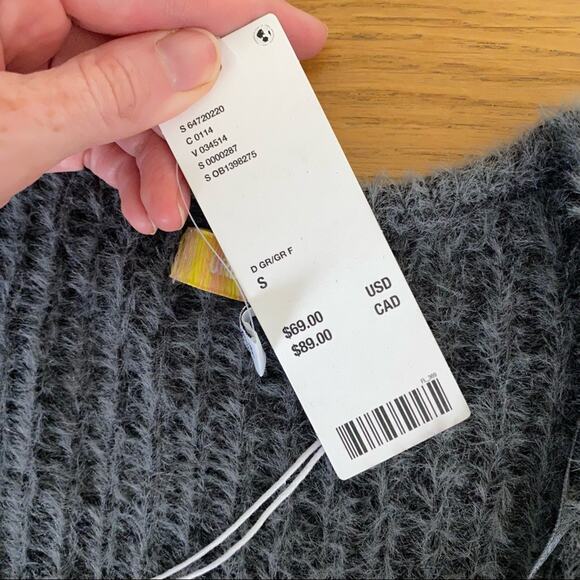 S 64720220
C 0114
V 034514
S 0000287
S OB1398275
D GR/GR F
S
$69.00 USD
$89.00 CAD